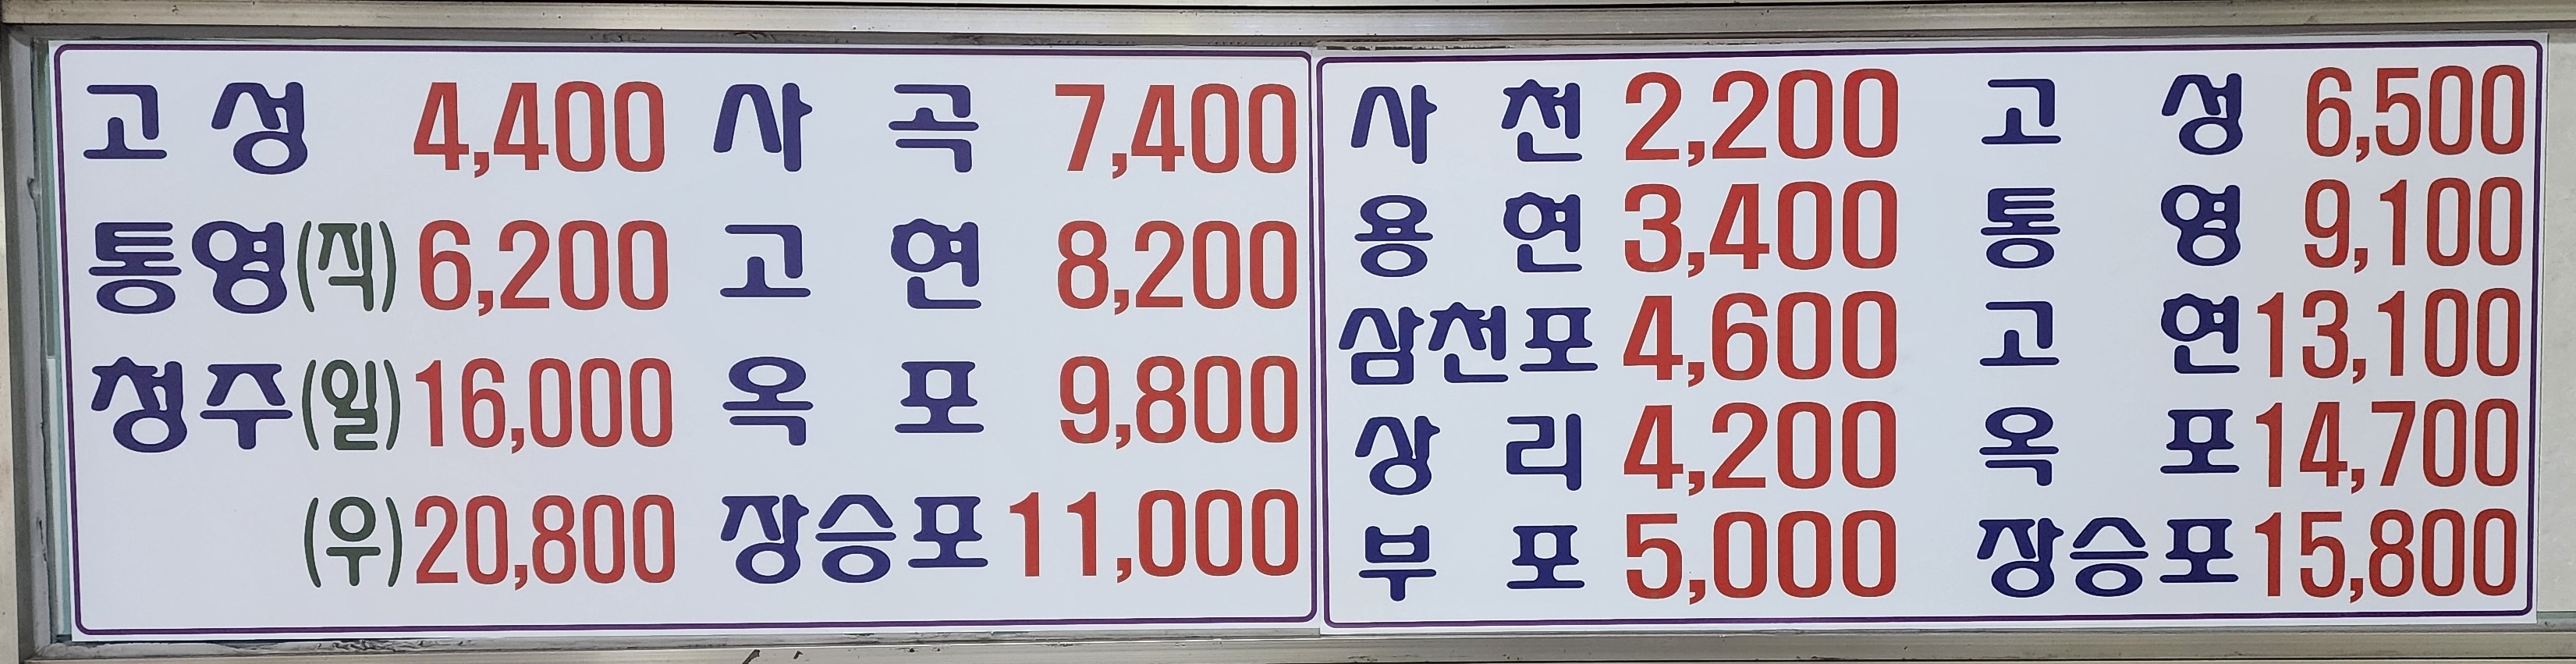 고성 4,400 사곡 7,400
통영(직) 6,200 고현 8,200
청주(일) 16,000 옥포 9,800
(우) 20,800 장승포 11,000
사천 2,200 고성 6,500
용현 3,400 통영 9,100
삼천포 4,600 고현 13,100
상리 4,200 옥포 14,700
부포 5,000 장승포 15,800